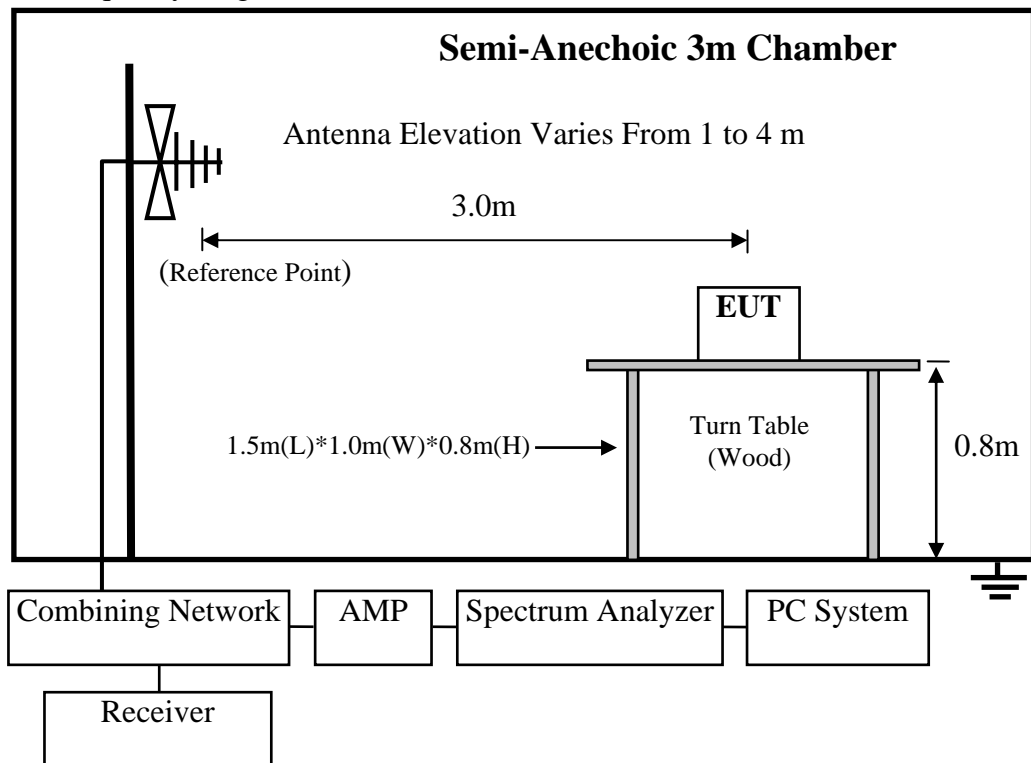 Semi-Anechoic 3m Chamber
Antenna Elevation Varies From 1 to 4 m
3.0m
(Reference Point)
EUT
1.5m(L)*1.0m(W)*0.8m(H)
Turn Table
(Wood)
0.8m
Combining Network
AMP
Spectrum Analyzer
PC System
Receiver